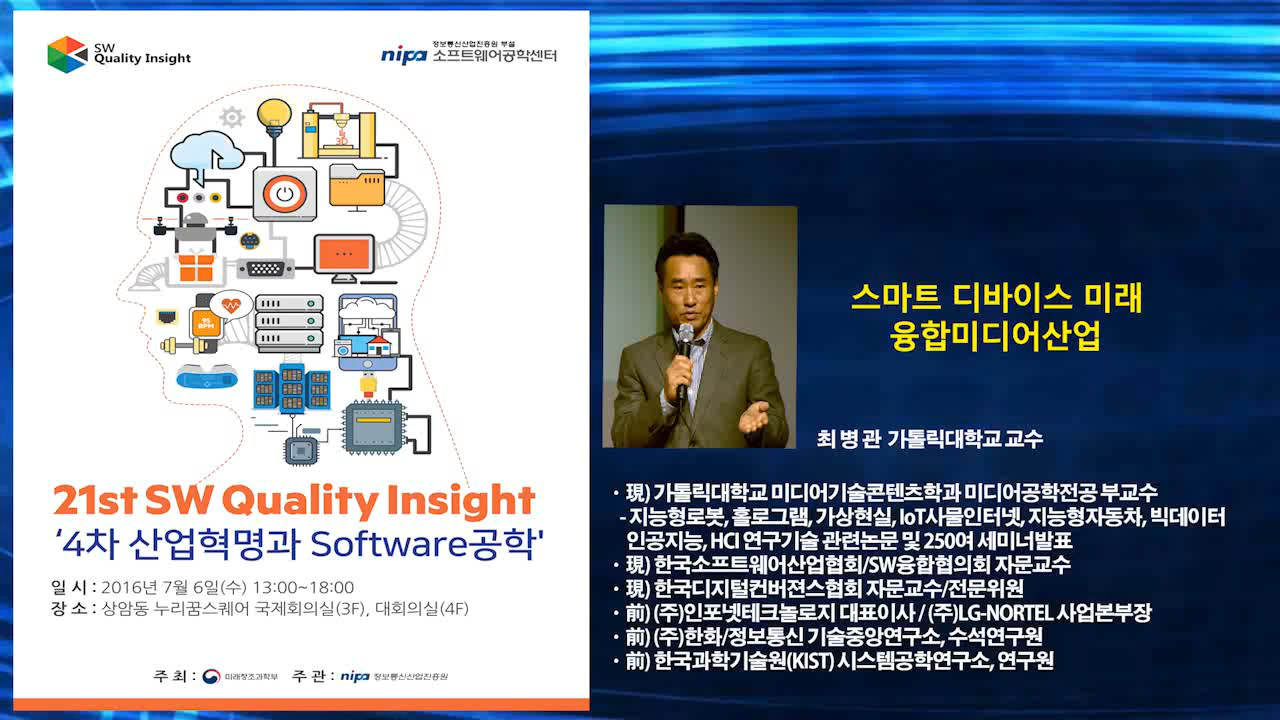 SW
Quality Insight
nipa 정보통신산업진흥원 부설
소프트웨어공학센터
3D
95
BPM
21st SW Quality Insight
‘4차 산업혁명과 Software공학'
일 시 : 2016년 7월 6일(수) 13:00~18:00
장 소 : 상암동 누리꿈스퀘어 국제회의실(3F), 대회의실(4F)
주 최 : 미래창조과학부 주 관 : nipa 정보통신산업진흥원
스마트 디바이스 미래
융합미디어산업
최 병 관 가톨릭대학교 교수
· 現) 가톨릭대학교 미디어기술콘텐츠학과 미디어공학전공 부교수
- 지능형로봇, 홀로그램, 가상현실, IoT사물인터넷, 지능형자동차, 빅데이터
인공지능, HCI 연구기술 관련논문 및 250여 세미너발표
· 現) 한국소프트웨어산업협회/SW융합협의회 자문교수
· 現) 한국디지털컨버젼스협회 자문교수/전문위원
· 前) (주)인포넷테크놀로지 대표이사 / (주)LG-NORTEL 사업본부장
· 前) (주)한화/정보통신 기술중앙연구소, 수석연구원
· 前) 한국과학기술원(KIST) 시스템공학연구소, 연구원